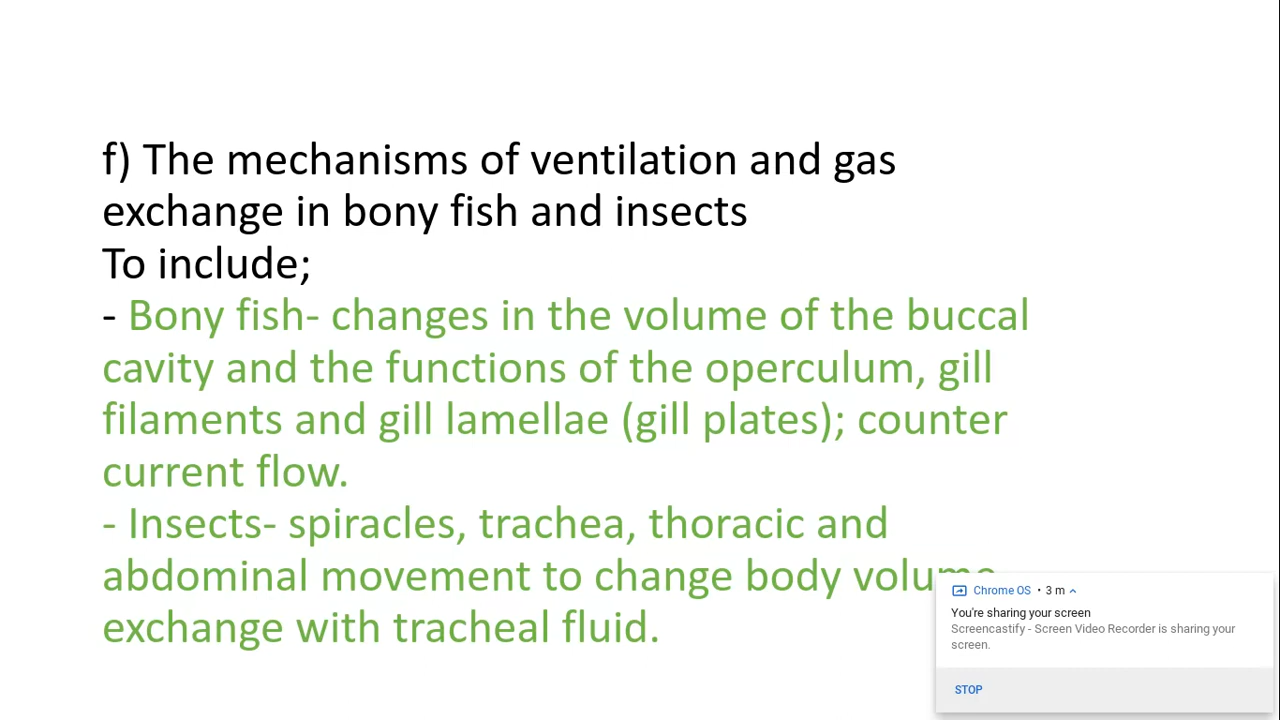 f) The mechanisms of ventilation and gas
exchange in bony fish and insects
To include;
- Bony fish- changes in the volume of the buccal
cavity and the functions of the operculum, gill
filaments and gill lamellae (gill plates); counter
current flow.
- Insects- spiracles, trachea, thoracic and
abdominal movement to change body volume
exchange with tracheal fluid.
Chrome OS • 3 m
You're sharing your screen
Screencastify - Screen Video Recorder is sharing your
screen.
STOP